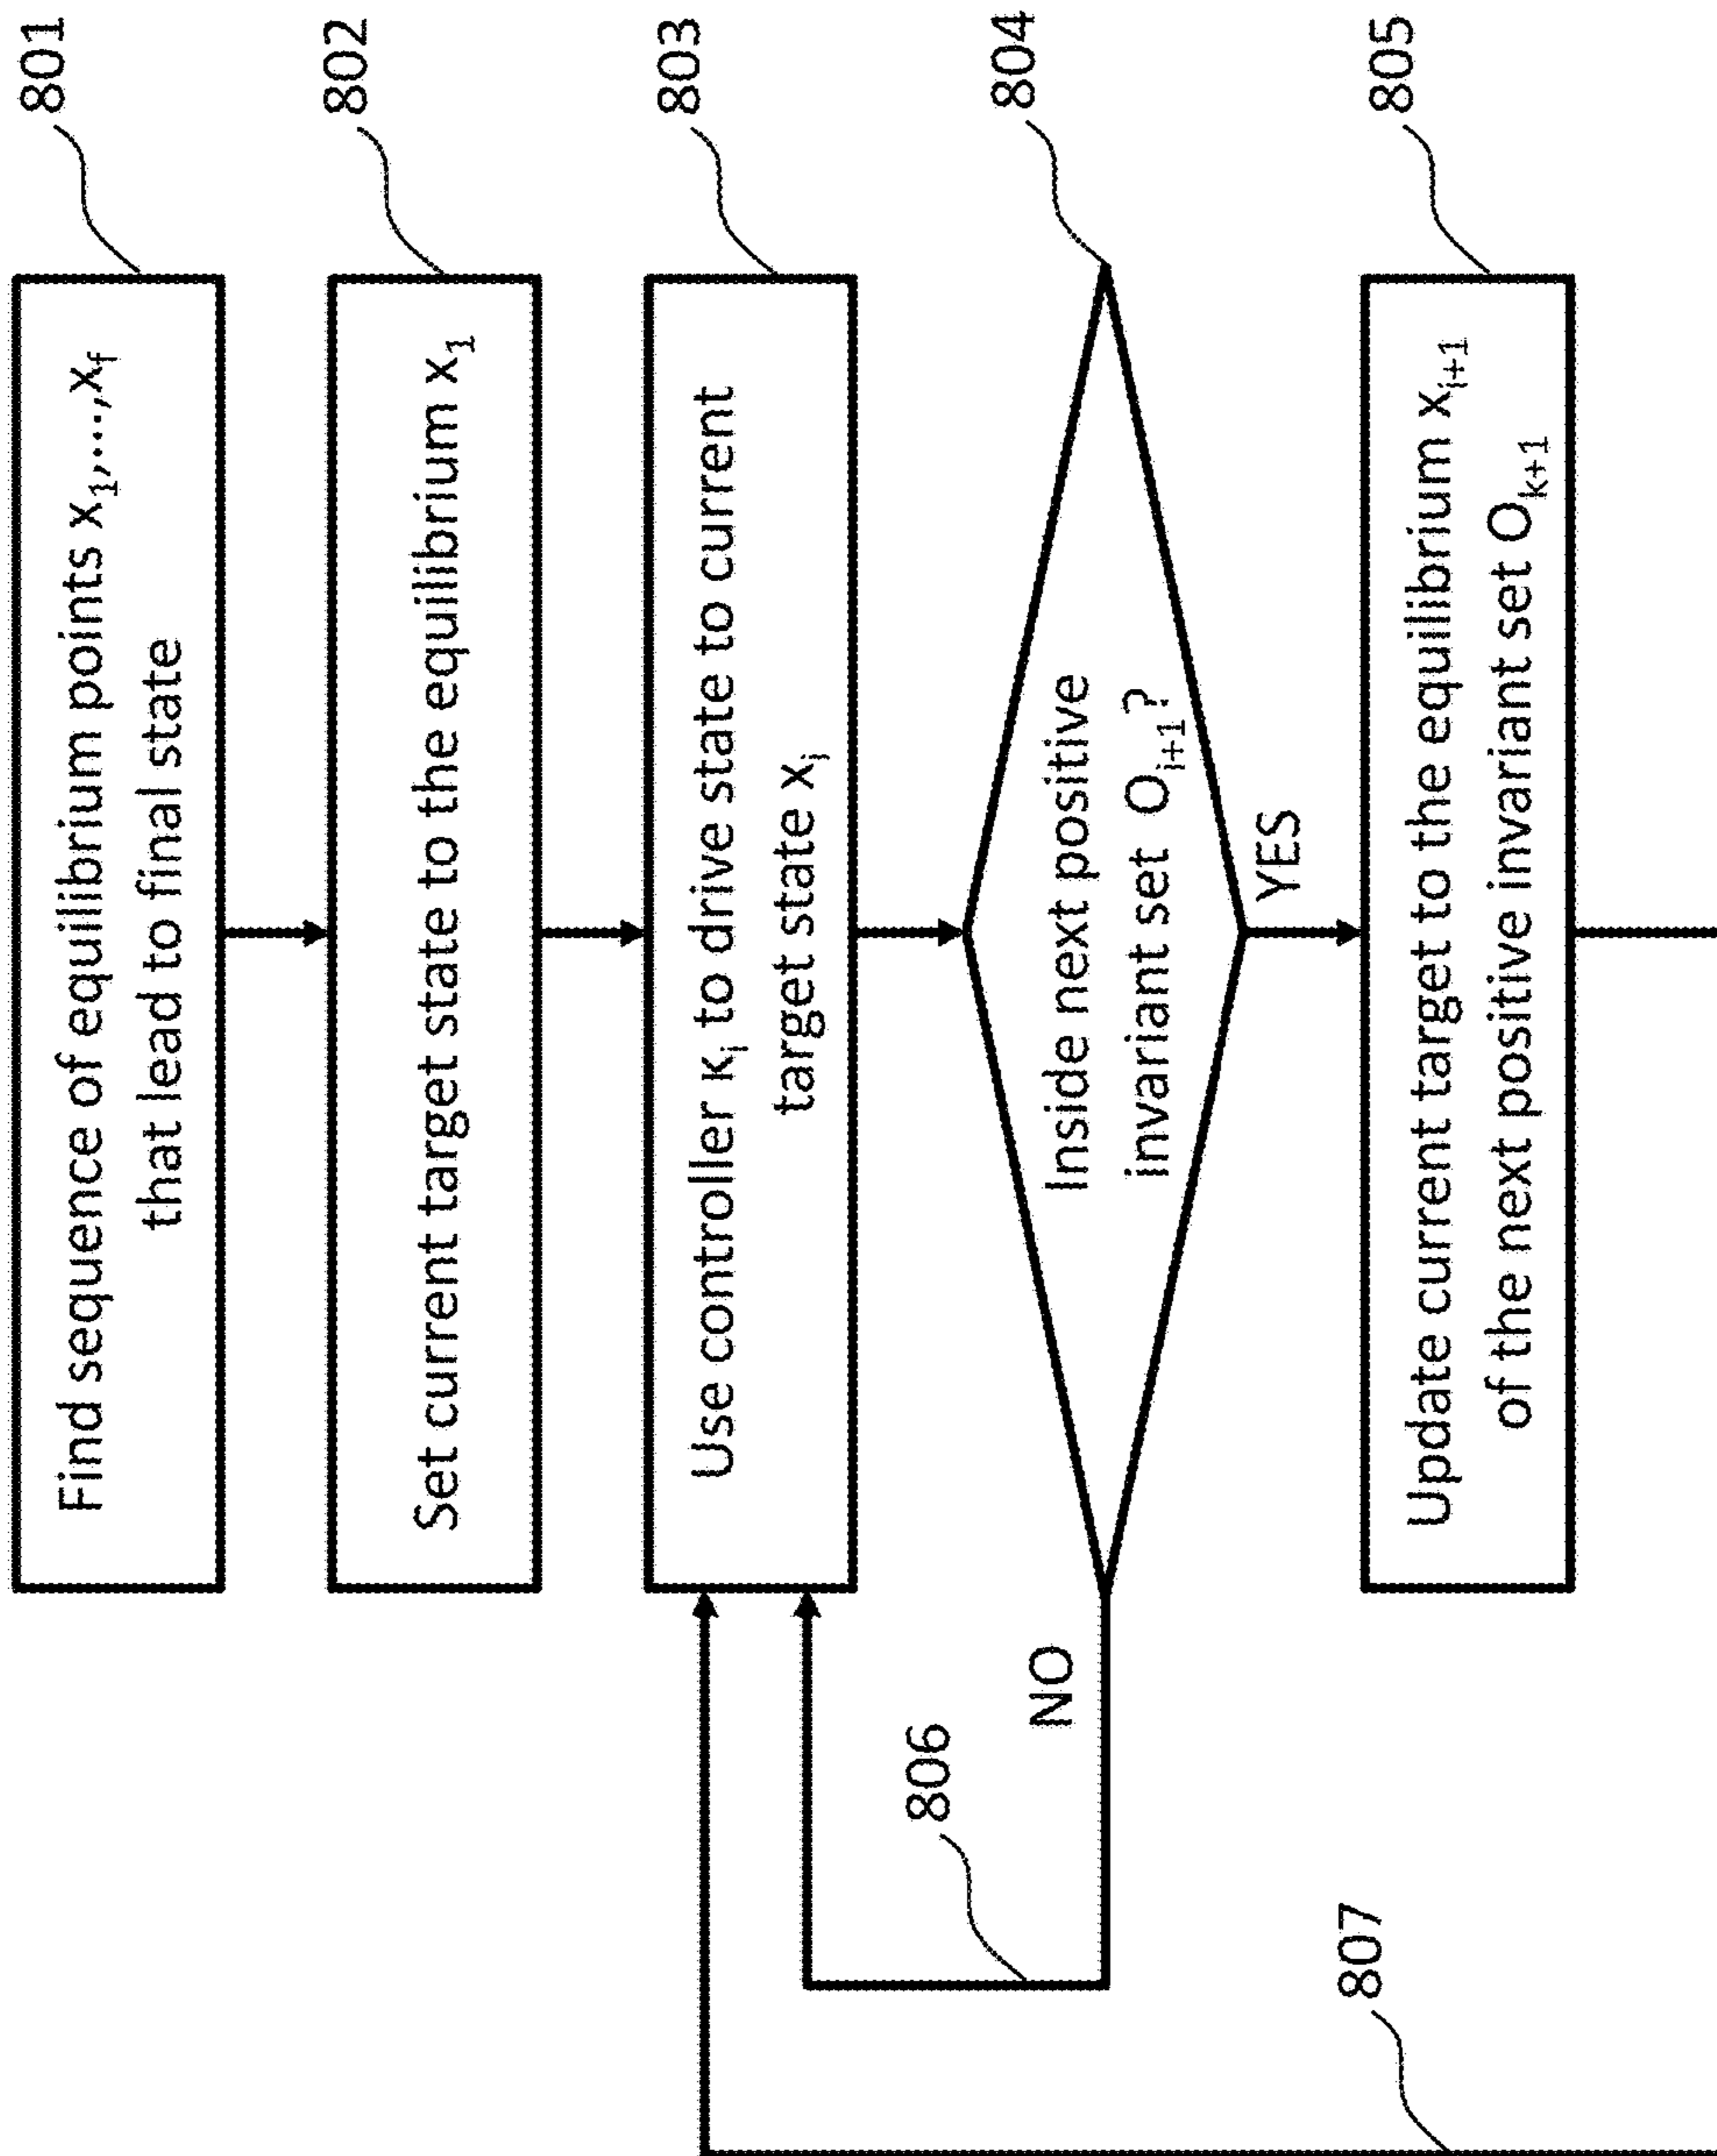 801
Find sequence of equilibrium points x₁,...,x_f
that lead to final state
802
Set current target state to the equilibrium x₁
803
Use controller κᵢ to drive state to current
target state xᵢ
804
Inside next positive
invariant set Oᵢ₊₁?
NO
806
YES
805
Update current target to the equilibrium xᵢ₊₁
of the next positive invariant set Oₖ₊₁
807